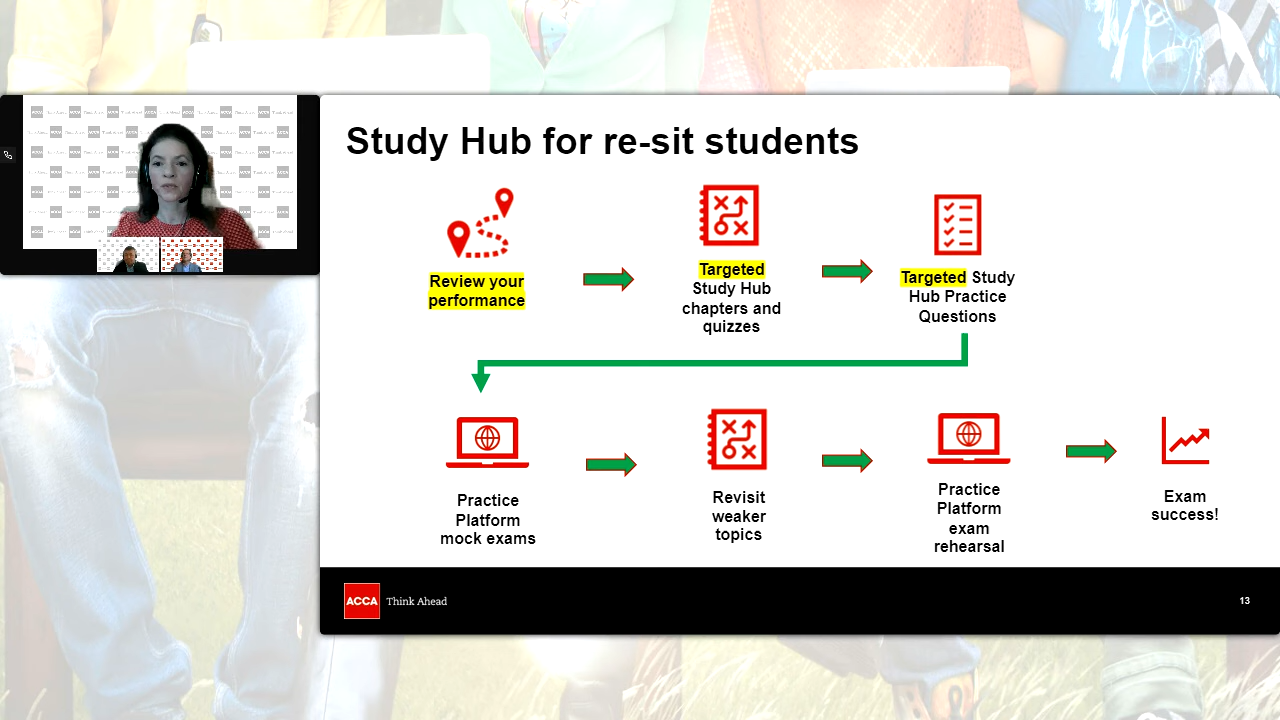 Study Hub for re-sit students
Review your
performance
Targeted
Study Hub
chapters and
quizzes
Targeted Study
Hub Practice
Questions
Practice
Platform
mock exams
Revisit
weaker
topics
Practice
Platform
exam
rehearsal
Exam
success!
ACCA Think Ahead
13